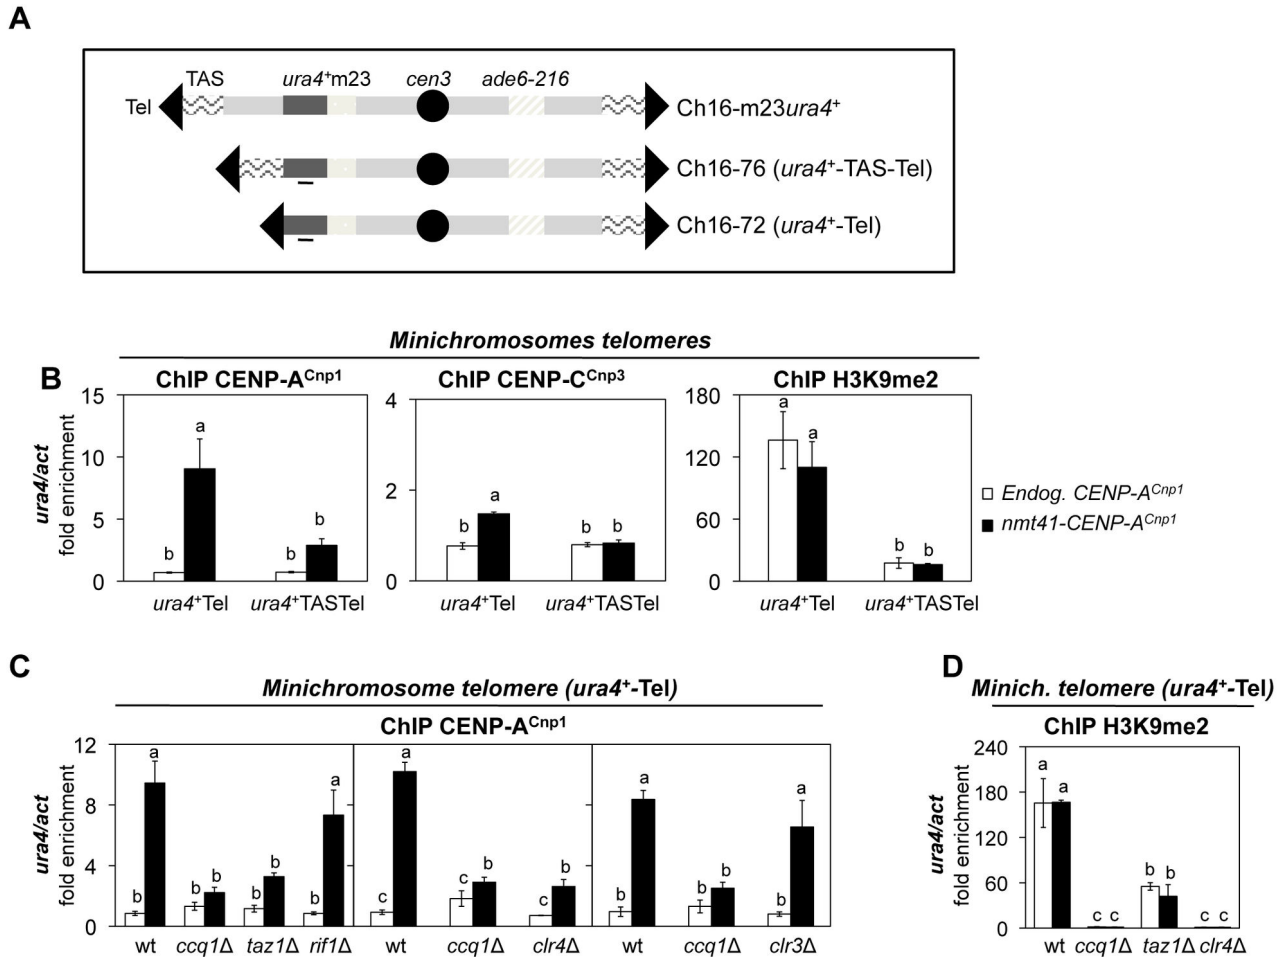 A
TAS ura4⁺m23 cen3 ade6-216
Tel Ch16-m23ura4⁺
Ch16-76 (ura4⁺-TAS-Tel)
Ch16-72 (ura4⁺-Tel)
Minichromosomes telomeres
B
ChIP CENP-A^Cnp1 ChIP CENP-C^Cnp3 ChIP H3K9me2
ura4/act
fold enrichment
15
10
5
0
b a b b
ura4⁺Tel ura4⁺TASTel
4
2
0
b a b b
ura4⁺Tel ura4⁺TASTel
180
120
60
0
a a b b
ura4⁺Tel ura4⁺TASTel
Endog. CENP-A^Cnp1
nmt41-CENP-A^Cnp1
C
Minichromosome telomere (ura4⁺-Tel)
ChIP CENP-A^Cnp1
ura4/act
fold enrichment
12
8
4
0
b a b b b b b a
c a c b c b
b a b b b a
wt ccq1Δ taz1Δ rif1Δ wt ccq1Δ clr4Δ wt ccq1Δ clr3Δ
D
Minich. telomere (ura4⁺-Tel)
ChIP H3K9me2
ura4/act
fold enrichment
240
180
120
60
0
a a c c b b c c
wt ccq1Δ taz1Δ clr4Δ